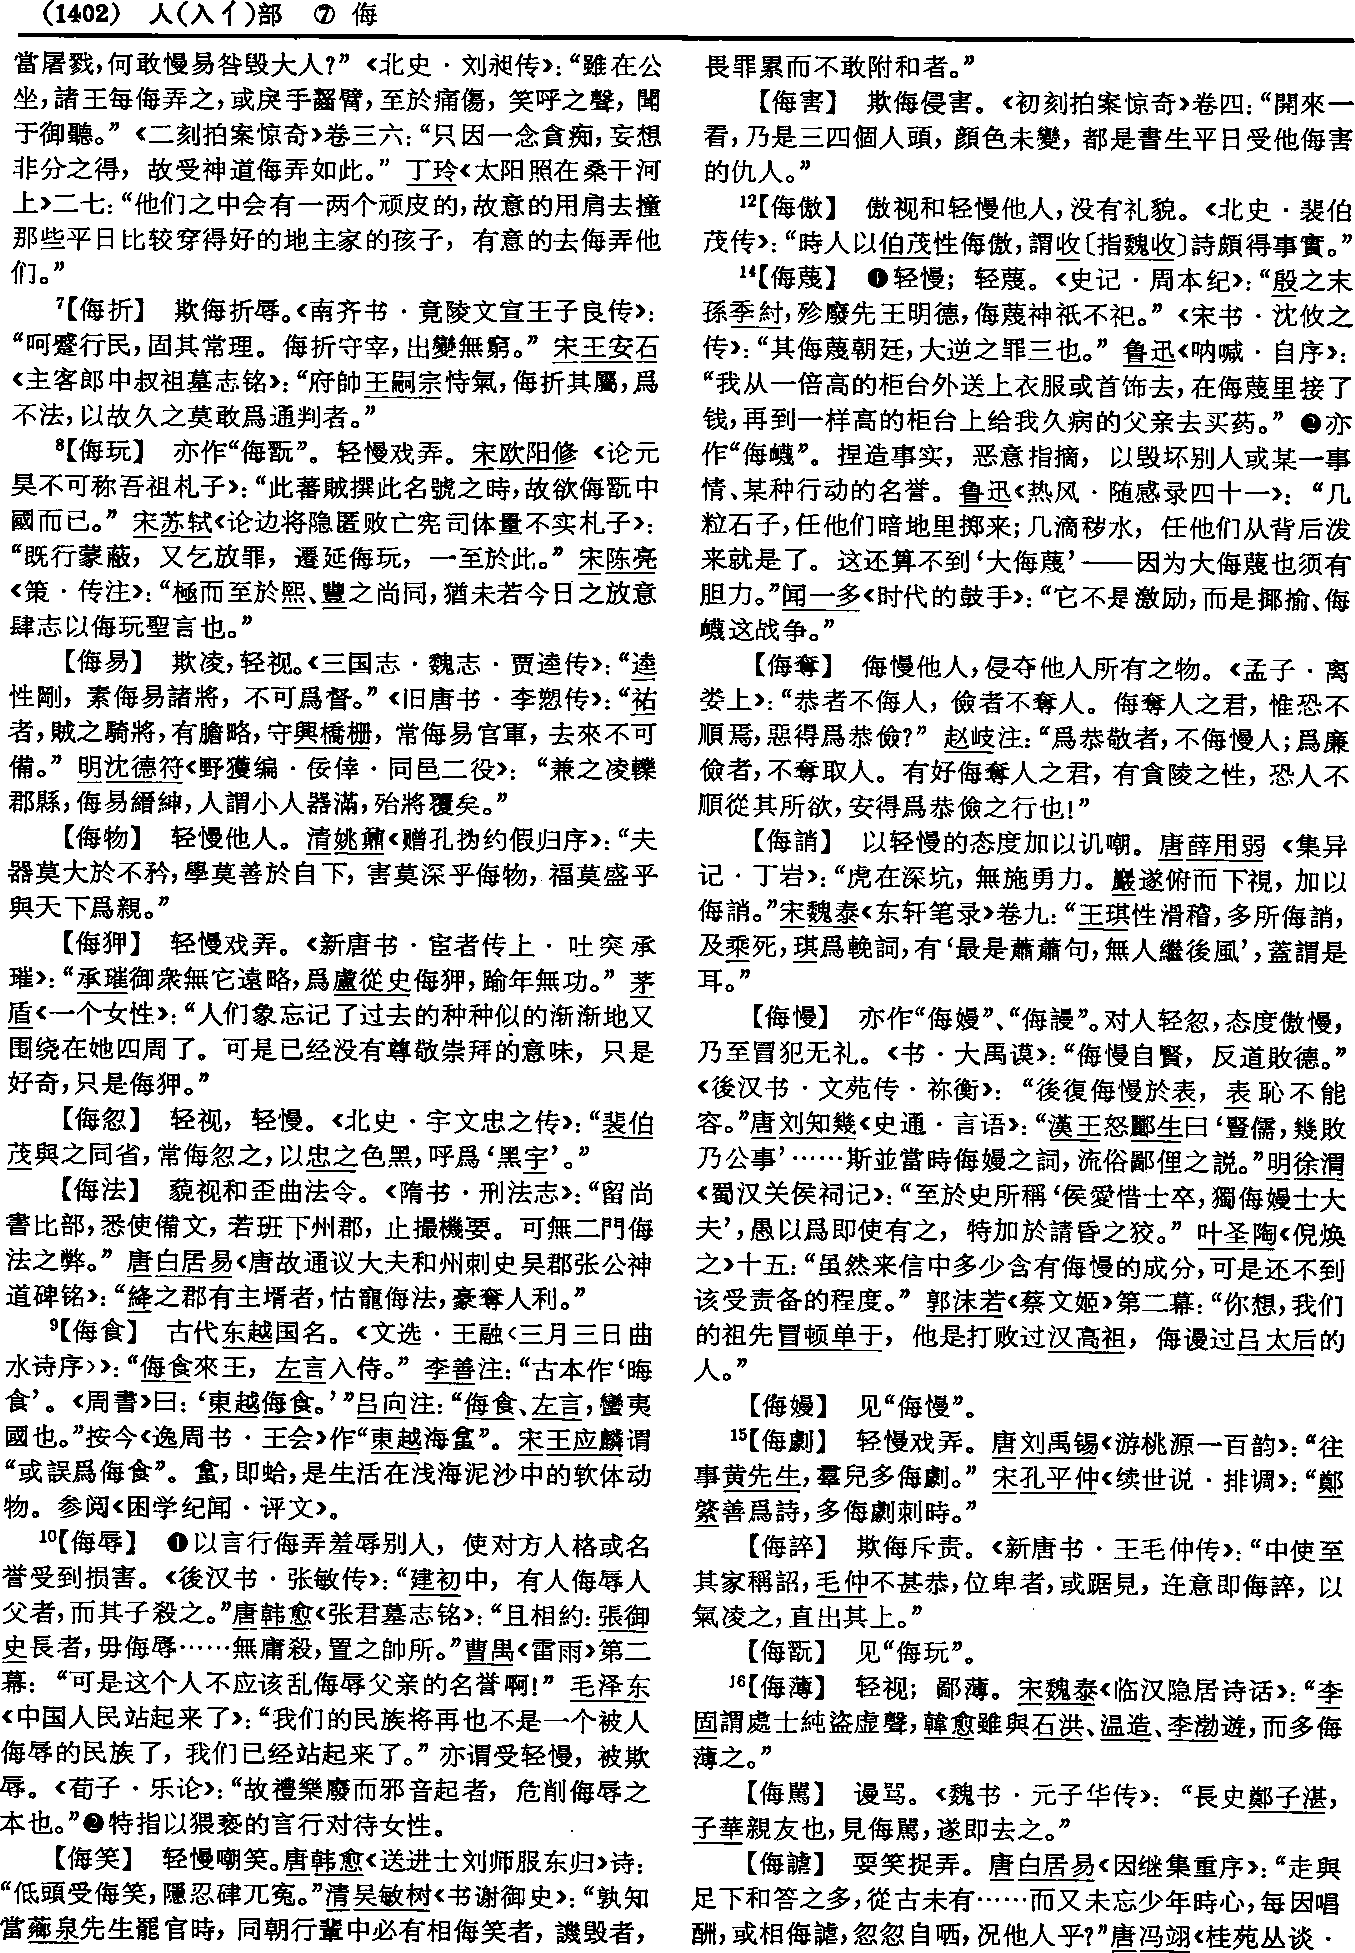 (1402) 人(入亻)部 ⑦ 侮
當屠戮，何敢慢易咎毁大人？”《北史·刘昶传》：“雖在公
坐，諸王每侮弄之，或戾手齧臂，至於痛傷，笑呼之聲，聞
于御聽。”《二刻拍案惊奇》卷三六：“只因一念貪痴，妄想
非分之得，故受神道侮弄如此。”丁玲《太阳照在桑干河
上》二七：“他们之中会有一两个顽皮的，故意的用肩去撞
那些平日比较穿得好的地主家的孩子，有意的去侮弄他
们。”
⁷【侮折】 欺侮折辱。《南齐书·竟陵文宣王子良传》：
“呵蹙行民，固其常理。侮折守宰，出變無窮。”宋王安石
《主客郎中叔祖墓志铭》：“府帥王嗣宗恃氣，侮折其屬，爲
不法，以故久之莫敢爲通判者。”
⁸【侮玩】 亦作“侮翫”。轻慢戏弄。宋欧阳修《论元
昊不可称吾祖札子》：“此蕃賊撰此名號之時，故欲侮翫中
國而已。”宋苏轼《论边将隐匿败亡宪司体量不实札子》：
“既行蒙蔽，又乞放罪，遷延侮玩，一至於此。”宋陈亮
《策·传注》：“極而至於熙、豐之尚同，猶未若今日之放意
肆志以侮玩聖言也。”
【侮易】 欺凌，轻视。《三国志·魏志·贾逵传》：“逵
性剛，素侮易諸將，不可爲督。”《旧唐书·李愬传》：“祐
者，賊之騎將，有膽略，守興橋栅，常侮易官軍，去來不可
備。”明沈德符《野獲编·佞倖·同邑二役》：“兼之凌轢
郡縣，侮易縉紳，人謂小人器滿，殆將覆矣。”
【侮物】 轻慢他人。清姚鼐《赠孔㧑约假归序》：“夫
器莫大於不矜，學莫善於自下，害莫深乎侮物，福莫盛乎
與天下爲親。”
【侮狎】 轻慢戏弄。《新唐书·宦者传上·吐突承
璀》：“承璀御衆無它遠略，爲盧從史侮狎，踰年無功。”茅
盾《一个女性》：“人们象忘记了过去的种种似的渐渐地又
围绕在她四周了。可是已经没有尊敬崇拜的意味，只是
好奇，只是侮狎。”
【侮忽】 轻视，轻慢。《北史·宇文忠之传》：“裴伯
茂與之同省，常侮忽之，以忠之色黑，呼爲‘黑宇’。”
【侮法】 藐视和歪曲法令。《隋书·刑法志》：“留尚
書比部，悉使備文，若班下州郡，止撮機要。可無二門侮
法之弊。”唐白居易《唐故通议大夫和州刺史吴郡张公神
道碑铭》：“絳之郡有主壻者，怙寵侮法，豪奪人利。”
⁹【侮食】 古代东越国名。《文选·王融〈三月三日曲
水诗序〉》：“侮食來王，左言入侍。”李善注：“古本作‘晦
食’。《周書》曰：‘東越侮食。’”吕向注：“侮食、左言，蠻夷
國也。”按今《逸周书·王会》作“東越海㿴”。宋王应麟谓
“或誤爲侮食”。㿴，即蛤，是生活在浅海泥沙中的软体动
物。参阅《困学纪闻·评文》。
¹⁰【侮辱】 ❶以言行侮弄羞辱别人，使对方人格或名
誉受到损害。《後汉书·张敏传》：“建初中，有人侮辱人
父者，而其子殺之。”唐韩愈《张君墓志铭》：“且相約：張御
史長者，毋侮辱……無庸殺，置之帥所。”曹禺《雷雨》第二
幕：“可是这个人不应该乱侮辱父亲的名誉啊！”毛泽东
《中国人民站起来了》：“我们的民族将再也不是一个被人
侮辱的民族了，我们已经站起来了。”亦谓受轻慢，被欺
辱。《荀子·乐论》：“故禮樂廢而邪音起者，危削侮辱之
本也。”❷特指以猥亵的言行对待女性。
【侮笑】 轻慢嘲笑。唐韩愈《送进士刘师服东归》诗：
“低頭受侮笑，隱忍硉兀寃。”清吴敏树《书谢御史》：“孰知
當薌泉先生罷官時，同朝行輩中必有相侮笑者，譏毁者，
畏罪累而不敢附和者。”
【侮害】 欺侮侵害。《初刻拍案惊奇》卷四：“開來一
看，乃是三四個人頭，顔色未變，都是書生平日受他侮害
的仇人。”
¹²【侮傲】 傲视和轻慢他人，没有礼貌。《北史·裴伯
茂传》：“時人以伯茂性侮傲，謂收〔指魏收〕詩頗得事實。”
¹⁴【侮蔑】 ❶轻慢；轻蔑。《史记·周本纪》：“殷之末
孫季紂，殄廢先王明德，侮蔑神祇不祀。”《宋书·沈攸之
传》：“其侮蔑朝廷，大逆之罪三也。”鲁迅《呐喊·自序》：
“我从一倍高的柜台外送上衣服或首饰去，在侮蔑里接了
钱，再到一样高的柜台上给我久病的父亲去买药。”❷亦
作“侮衊”。捏造事实，恶意指摘，以毁坏别人或某一事
情、某种行动的名誉。鲁迅《热风·随感录四十一》：“几
粒石子，任他们暗地里掷来；几滴秽水，任他们从背后泼
来就是了。这还算不到‘大侮蔑’——因为大侮蔑也须有
胆力。”闻一多《时代的鼓手》：“它不是激励，而是揶揄、侮
衊这战争。”
【侮奪】 侮慢他人，侵夺他人所有之物。《孟子·离
娄上》：“恭者不侮人，儉者不奪人。侮奪人之君，惟恐不
順焉，惡得爲恭儉？”赵岐注：“爲恭敬者，不侮慢人；爲廉
儉者，不奪取人。有好侮奪人之君，有貪陵之性，恐人不
順從其所欲，安得爲恭儉之行也！”
【侮誚】 以轻慢的态度加以讥嘲。唐薛用弱《集异
记·丁岩》：“虎在深坑，無施勇力。巖遂俯而下視，加以
侮誚。”宋魏泰《东轩笔录》卷九：“王琪性滑稽，多所侮誚，
及乘死，琪爲輓詞，有‘最是蕭蕭句，無人繼後風’，蓋謂是
耳。”
【侮慢】 亦作“侮嫚”、“侮謾”。对人轻忽，态度傲慢，
乃至冒犯无礼。《书·大禹谟》：“侮慢自賢，反道敗德。”
《後汉书·文苑传·祢衡》：“後復侮慢於表，表恥不能
容。”唐刘知幾《史通·言语》：“漢王怒酈生曰‘豎儒，幾敗
乃公事’……斯並當時侮嫚之詞，流俗鄙俚之説。”明徐渭
《蜀汉关侯祠记》：“至於史所稱‘侯愛惜士卒，獨侮嫚士大
夫’，愚以爲即使有之，特加於請昏之狡。”叶圣陶《倪焕
之》十五：“虽然来信中多少含有侮慢的成分，可是还不到
该受责备的程度。”郭沫若《蔡文姬》第二幕：“你想，我们
的祖先冒顿单于，他是打败过汉高祖，侮谩过吕太后的
人。”
【侮嫚】 见“侮慢”。
¹⁵【侮劇】 轻慢戏弄。唐刘禹锡《游桃源一百韵》：“往
事黄先生，羣兒多侮劇。”宋孔平仲《续世说·排调》：“鄭
綮善爲詩，多侮劇刺時。”
【侮誶】 欺侮斥责。《新唐书·王毛仲传》：“中使至
其家稱詔，毛仲不甚恭，位卑者，或踞見，迕意即侮誶，以
氣凌之，直出其上。”
【侮翫】 见“侮玩”。
¹⁶【侮薄】 轻视；鄙薄。宋魏泰《临汉隐居诗话》：“李
固謂處士純盜虚聲，韓愈雖與石洪、温造、李渤遊，而多侮
薄之。”
【侮罵】 谩骂。《魏书·元子华传》：“長史鄭子湛，
子華親友也，見侮罵，遂即去之。”
【侮謔】 耍笑捉弄。唐白居易《因继集重序》：“走與
足下和答之多，從古未有……而又未忘少年時心，每因唱
酬，或相侮謔，忽忽自哂，况他人乎？”唐冯翊《桂苑丛谈·